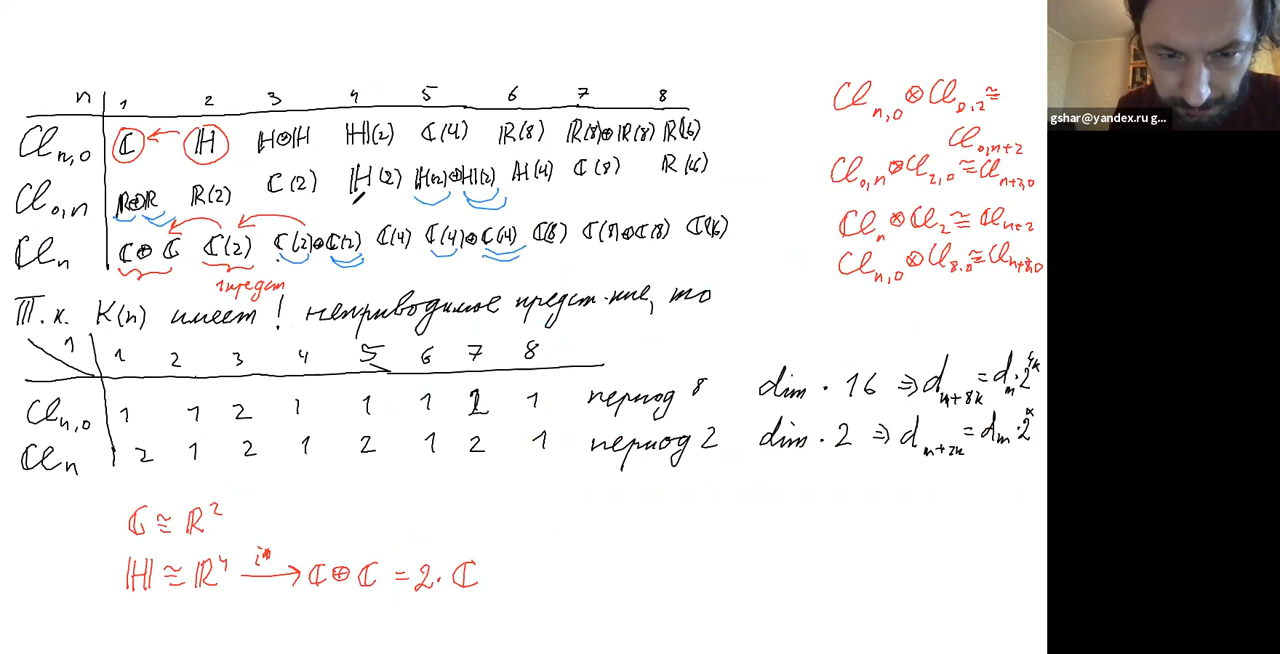 n 1 2 3 4 5 6 7 8
Cl_{n,0} ℂ ← ℍ ℍ⊕ℍ ℍ(2) ℂ(4) ℝ(8) ℝ(8)⊕ℝ(8) ℝ(16)
Cl_{0,n} ℝ⊕ℝ ℝ(2) ℂ(2) ℍ(2) ℍ(2)⊕ℍ(2) ℍ(4) ℂ(8) ℝ(16)
ℂl_n ℂ⊕ℂ ℂ(2) ℂ(2)⊕ℂ(2) ℂ(4) ℂ(4)⊕ℂ(4) ℂ(8) ℂ(8)⊕ℂ(8) ℂ(16)
1 предст
Cl_{n,0} ⊗ Cl_{0,2} ≅
Cl_{0,n+2}
Cl_{0,n} ⊗ Cl_{2,0} ≅ Cl_{n+2,0}
ℂl_n ⊗ ℂl_2 ≅ ℂl_{n+2}
Cl_{n,0} ⊗ Cl_{8,0} ≅ Cl_{n+8,0}
gshar@yandex.ru g...
Т.к. K(n) имеет ! неприводимое предст-ние, то
n 1 2 3 4 5 6 7 8
Cl_{n,0} 1 1 2 1 1 1 2 1 период 8 dim · 16 ⇒ d_{n+8k} = d_n · 2^{4k}
ℂl_n 2 1 2 1 2 1 2 1 период 2 dim · 2 ⇒ d_{n+2k} = d_n · 2^k
ℂ ≅ ℝ^2
ℍ ≅ ℝ^4 i* → ℂ ⊕ ℂ = 2 · ℂ